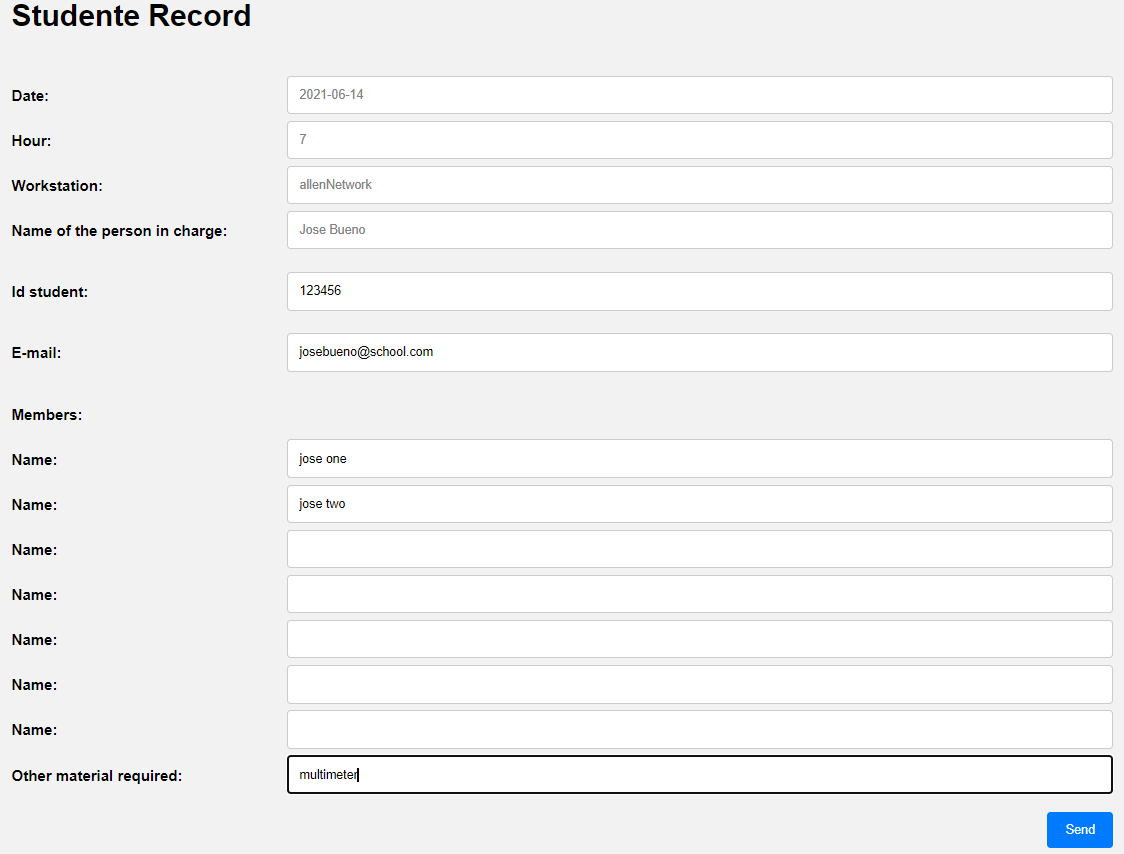 Studente Record
Date: 2021-06-14
Hour: 7
Workstation: allenNetwork
Name of the person in charge: Jose Bueno
Id student: 123456
E-mail: josebueno@school.com
Members:
Name: jose one
Name: jose two
Name:
Name:
Name:
Name:
Name:
Other material required: multimeter
Send